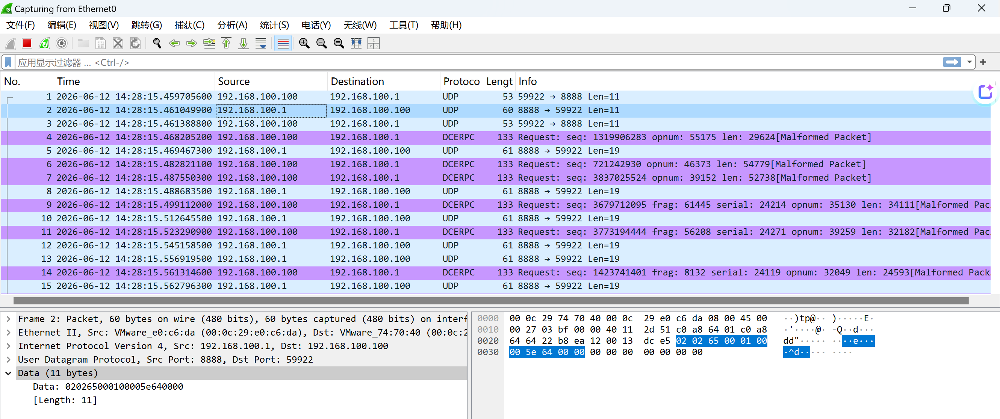 Capturing from Ethernet0
文件(F) 编辑(E) 视图(V) 跳转(G) 捕获(C) 分析(A) 统计(S) 电话(Y) 无线(W) 工具(T) 帮助(H)
应用显示过滤器 … <Ctrl-/>
No. Time Source Destination Protoco Lengt Info
1 2026-06-12 14:28:15.459705600 192.168.100.100 192.168.100.1 UDP 53 59922 → 8888 Len=11
2 2026-06-12 14:28:15.461049900 192.168.100.1 192.168.100.100 UDP 60 8888 → 59922 Len=11
3 2026-06-12 14:28:15.461388800 192.168.100.100 192.168.100.1 UDP 53 59922 → 8888 Len=11
4 2026-06-12 14:28:15.468205200 192.168.100.100 192.168.100.1 DCERPC 133 Request: seq: 1319906283 opnum: 55175 len: 29624[Malformed Packet]
5 2026-06-12 14:28:15.469467300 192.168.100.1 192.168.100.100 UDP 61 8888 → 59922 Len=19
6 2026-06-12 14:28:15.482821100 192.168.100.100 192.168.100.1 DCERPC 133 Request: seq: 721242930 opnum: 46373 len: 54779[Malformed Packet]
7 2026-06-12 14:28:15.487550300 192.168.100.100 192.168.100.1 DCERPC 133 Request: seq: 3837025524 opnum: 39152 len: 52738[Malformed Packet]
8 2026-06-12 14:28:15.488683500 192.168.100.1 192.168.100.100 UDP 61 8888 → 59922 Len=19
9 2026-06-12 14:28:15.499112000 192.168.100.100 192.168.100.1 DCERPC 133 Request: seq: 3679712095 frag: 61445 serial: 24214 opnum: 35130 len: 34111[Malformed Pac
10 2026-06-12 14:28:15.512645500 192.168.100.1 192.168.100.100 UDP 61 8888 → 59922 Len=19
11 2026-06-12 14:28:15.523290900 192.168.100.100 192.168.100.1 DCERPC 133 Request: seq: 3773194444 frag: 56208 serial: 24271 opnum: 39259 len: 32182[Malformed Pac
12 2026-06-12 14:28:15.545158500 192.168.100.1 192.168.100.100 UDP 61 8888 → 59922 Len=19
13 2026-06-12 14:28:15.556919500 192.168.100.1 192.168.100.100 UDP 61 8888 → 59922 Len=19
14 2026-06-12 14:28:15.561314600 192.168.100.100 192.168.100.1 DCERPC 133 Request: seq: 1423741401 frag: 8132 serial: 24119 opnum: 32049 len: 24593[Malformed Pack
15 2026-06-12 14:28:15.562796300 192.168.100.1 192.168.100.100 UDP 61 8888 → 59922 Len=19
Frame 2: Packet, 60 bytes on wire (480 bits), 60 bytes captured (480 bits) on interf
Ethernet II, Src: VMware_e0:c6:da (00:0c:29:e0:c6:da), Dst: VMware_74:70:40 (00:0c:2
Internet Protocol Version 4, Src: 192.168.100.1, Dst: 192.168.100.100
User Datagram Protocol, Src Port: 8888, Dst Port: 59922
Data (11 bytes)
Data: 020265000100005e640000
[Length: 11]
0000 00 0c 29 74 70 40 00 0c 29 e0 c6 da 08 00 45 00 ··)tp@·· )·····E·
0010 00 27 03 bf 00 00 40 11 2d 51 c0 a8 64 01 c0 a8 ·'····@· -Q··d···
0020 64 64 22 b8 ea 12 00 13 dc e5 02 02 65 00 01 00 dd"····· ····e···
0030 00 5e 64 00 00 00 00 00 00 00 00 00 ·^d····· ····